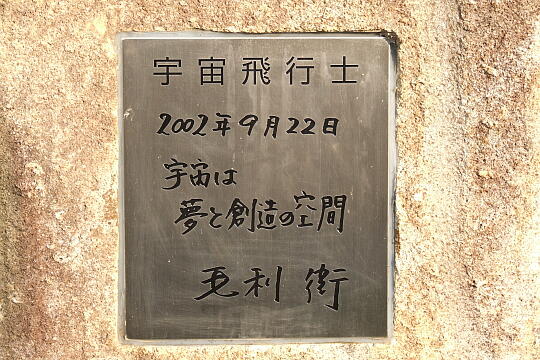 宇宙飛行士
2002年9月22日
宇宙は
夢と創造の空間
毛利衛